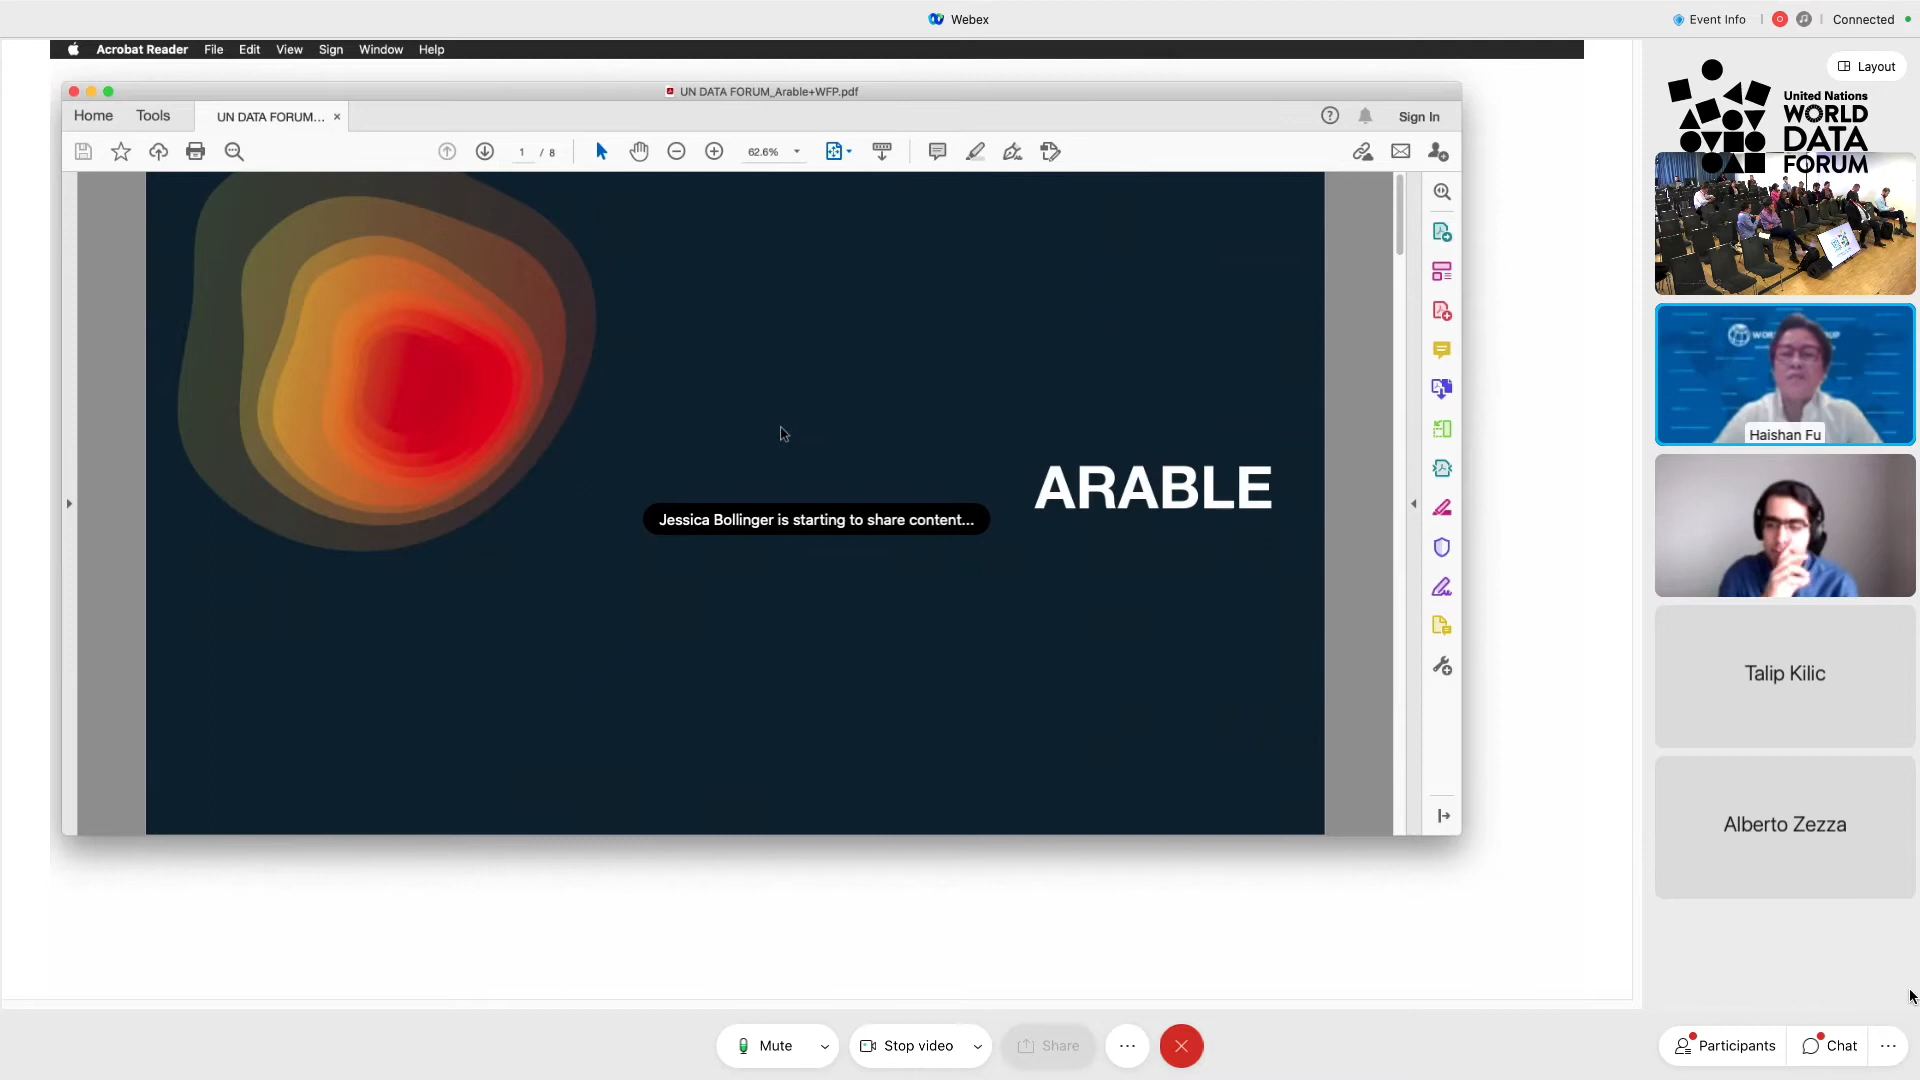 Webex
Event Info
Connected
Acrobat Reader File Edit View Sign Window Help
Layout
UN DATA FORUM_Arable+WFP.pdf
Home Tools UN DATA FORUM... ×
Sign In
1 / 8
62.6%
United Nations
WORLD
DATA
FORUM
ARABLE
Jessica Bollinger is starting to share content...
Haishan Fu
Talip Kilic
Alberto Zezza
Mute
Stop video
Share
Participants
Chat